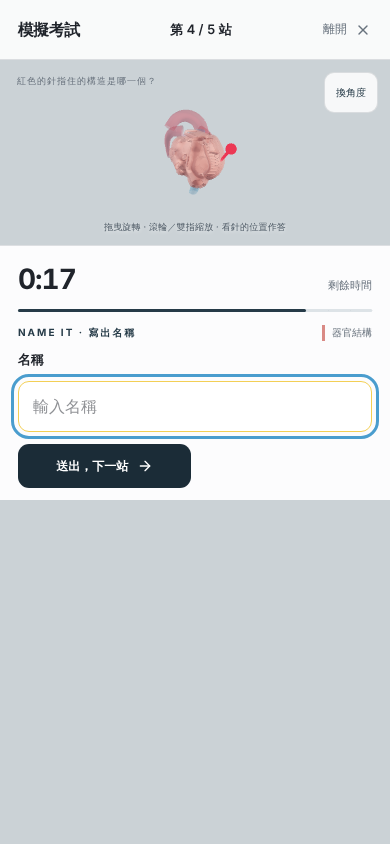 模擬考試
第 4 / 5 站
離開
紅色的針指住的構造是哪一個？
換角度
拖曳旋轉 · 滾輪／雙指縮放 · 看針的位置作答
0:17
剩餘時間
NAME IT · 寫出名稱
器官結構
名稱
輸入名稱
送出，下一站